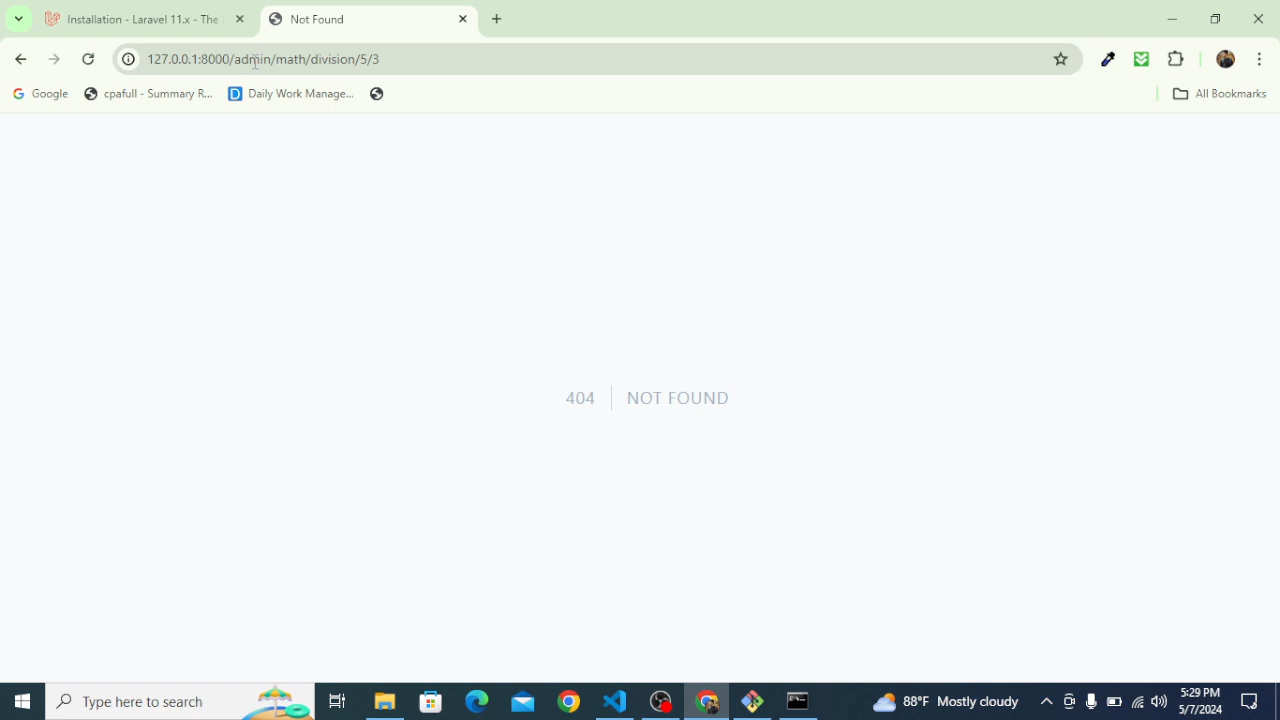 Installation - Laravel 11.x - The
Not Found
127.0.0.1:8000/admin/math/division/5/3
Google
cpafull - Summary R...
Daily Work Manage...
All Bookmarks
404
NOT FOUND
Type here to search
88°F Mostly cloudy
5:29 PM
5/7/2024